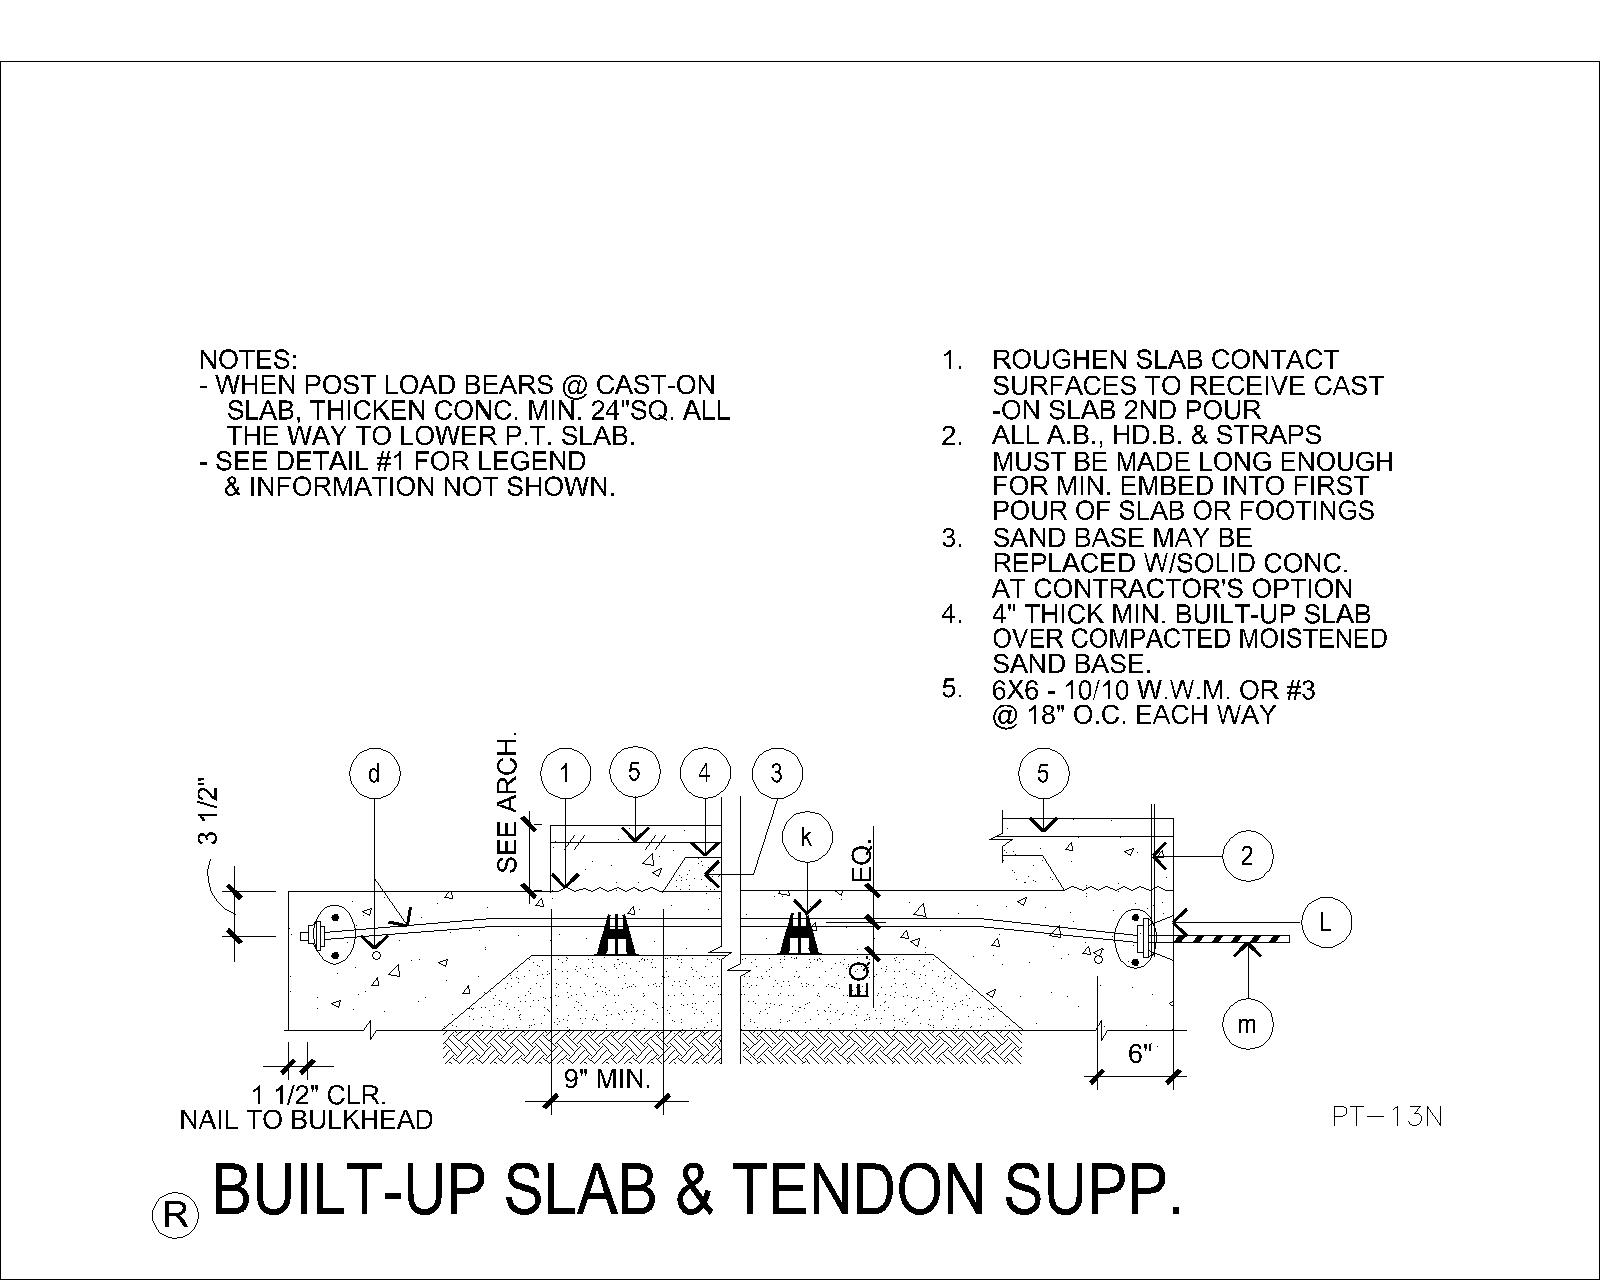 NOTES:
- WHEN POST LOAD BEARS @ CAST-ON
SLAB, THICKEN CONC. MIN. 24"SQ. ALL
THE WAY TO LOWER P.T. SLAB.
- SEE DETAIL #1 FOR LEGEND
& INFORMATION NOT SHOWN.
1. ROUGHEN SLAB CONTACT
SURFACES TO RECEIVE CAST
-ON SLAB 2ND POUR
2. ALL A.B., HD.B. & STRAPS
MUST BE MADE LONG ENOUGH
FOR MIN. EMBED INTO FIRST
POUR OF SLAB OR FOOTINGS
3. SAND BASE MAY BE
REPLACED W/SOLID CONC.
AT CONTRACTOR'S OPTION
4. 4" THICK MIN. BUILT-UP SLAB
OVER COMPACTED MOISTENED
SAND BASE.
5. 6X6 - 10/10 W.W.M. OR #3
@ 18" O.C. EACH WAY
3 1/2"
d
SEE ARCH.
1
5
4
3
k
EQ.
EQ.
5
2
L
m
1 1/2" CLR.
NAIL TO BULKHEAD
9" MIN.
6"
PT-13N
R
BUILT-UP SLAB & TENDON SUPP.